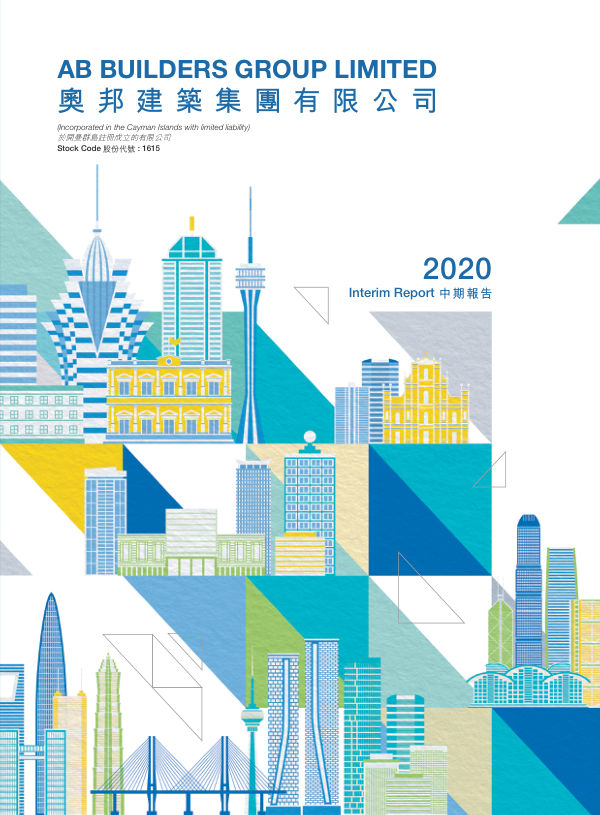 AB BUILDERS GROUP LIMITED
奧邦建築集團有限公司
(Incorporated in the Cayman Islands with limited liability)
於開曼群島註冊成立的有限公司
Stock Code 股份代號 : 1615
2020
Interim Report 中期報告